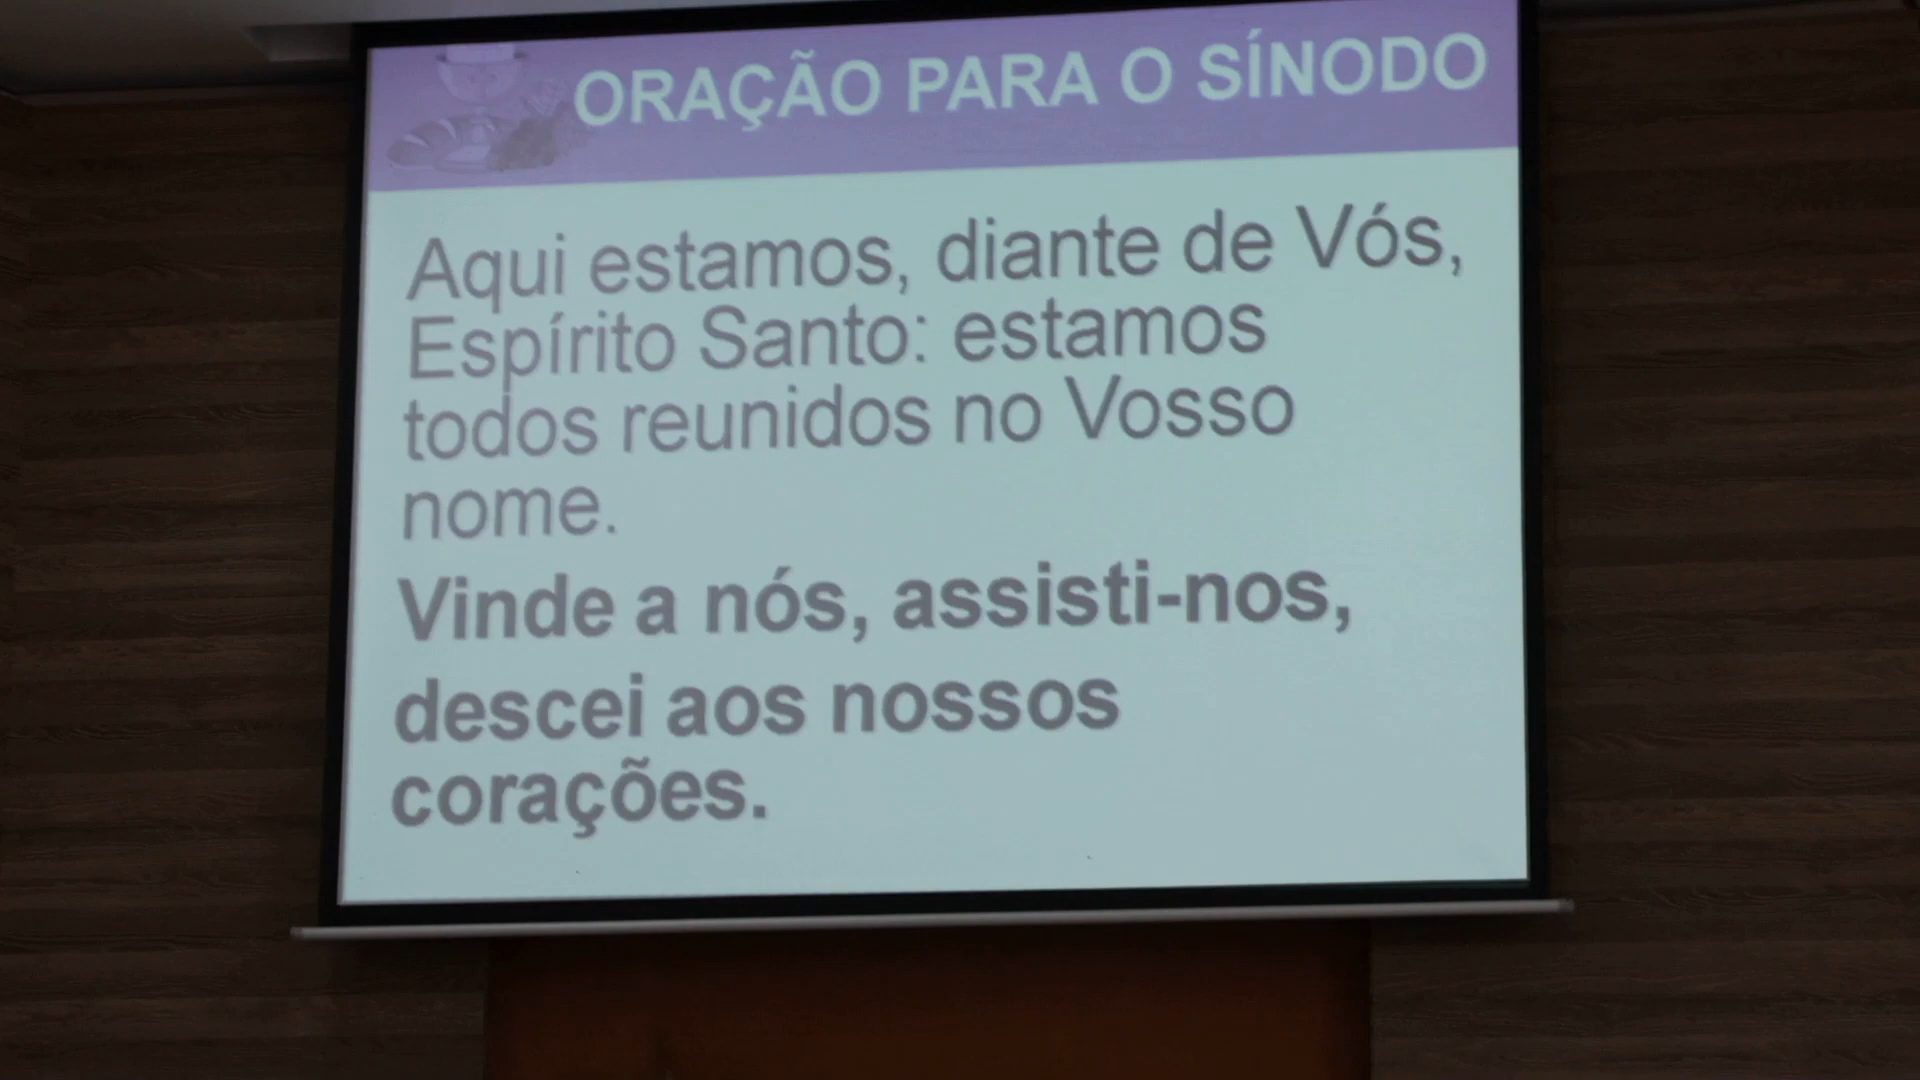 ORAÇÃO PARA O SÍNODO
Aqui estamos, diante de Vós,
Espírito Santo: estamos
todos reunidos no Vosso
nome.
Vinde a nós, assisti-nos,
descei aos nossos
corações.